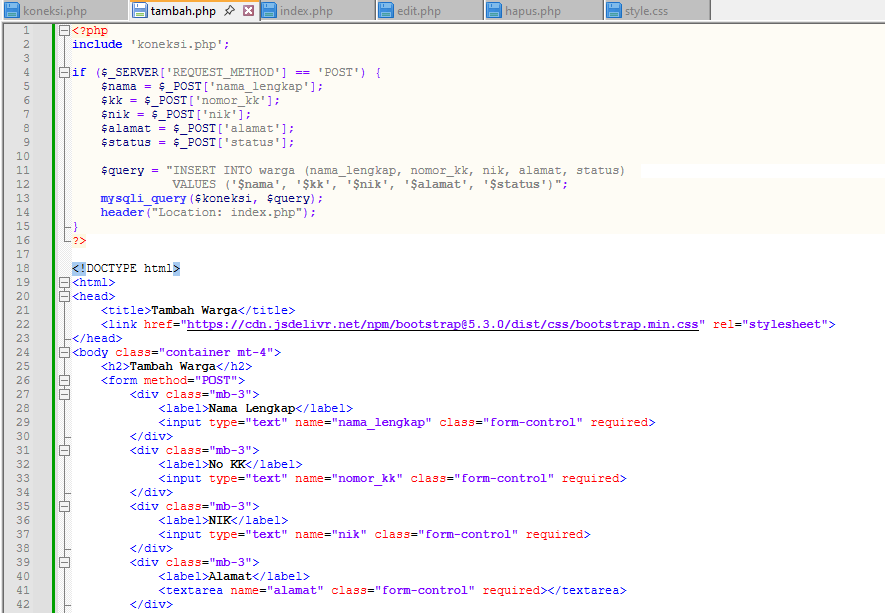 koneksi.php tambah.php index.php edit.php hapus.php style.css
1 <?php
2 include 'koneksi.php';
3
4 if ($_SERVER['REQUEST_METHOD'] == 'POST') {
5 $nama = $_POST['nama_lengkap'];
6 $kk = $_POST['nomor_kk'];
7 $nik = $_POST['nik'];
8 $alamat = $_POST['alamat'];
9 $status = $_POST['status'];
10
11 $query = "INSERT INTO warga (nama_lengkap, nomor_kk, nik, alamat, status)
12 VALUES ('$nama', '$kk', '$nik', '$alamat', '$status')";
13 mysqli_query($koneksi, $query);
14 header("Location: index.php");
15 }
16 ?>
17
18 <!DOCTYPE html>
19 <html>
20 <head>
21 <title>Tambah Warga</title>
22 <link href="https://cdn.jsdelivr.net/npm/bootstrap@5.3.0/dist/css/bootstrap.min.css" rel="stylesheet">
23 </head>
24 <body class="container mt-4">
25 <h2>Tambah Warga</h2>
26 <form method="POST">
27 <div class="mb-3">
28 <label>Nama Lengkap</label>
29 <input type="text" name="nama_lengkap" class="form-control" required>
30 </div>
31 <div class="mb-3">
32 <label>No KK</label>
33 <input type="text" name="nomor_kk" class="form-control" required>
34 </div>
35 <div class="mb-3">
36 <label>NIK</label>
37 <input type="text" name="nik" class="form-control" required>
38 </div>
39 <div class="mb-3">
40 <label>Alamat</label>
41 <textarea name="alamat" class="form-control" required></textarea>
42 </div>